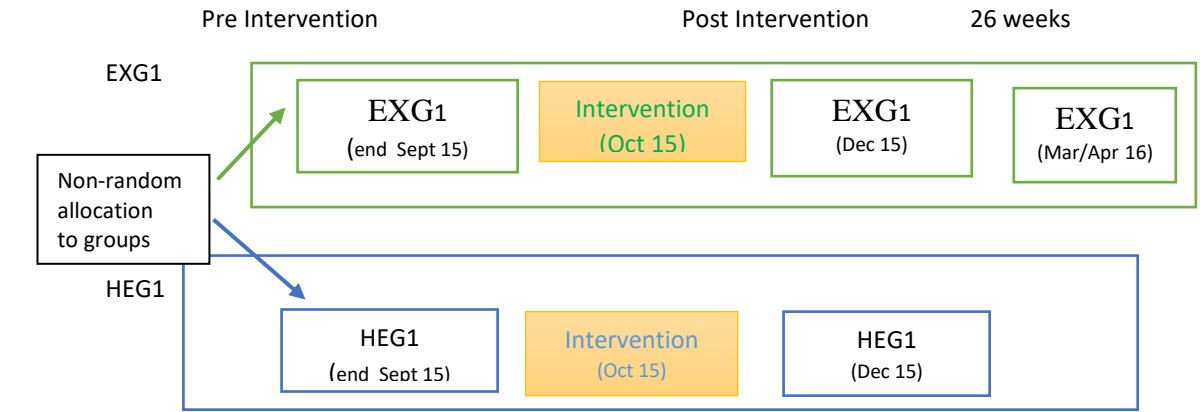 Pre Intervention Post Intervention 26 weeks
EXG1
EXG1
(end Sept 15)
Intervention
(Oct 15)
EXG1
(Dec 15)
EXG1
(Mar/Apr 16)
Non-random
allocation
to groups
HEG1
HEG1
(end Sept 15)
Intervention
(Oct 15)
HEG1
(Dec 15)